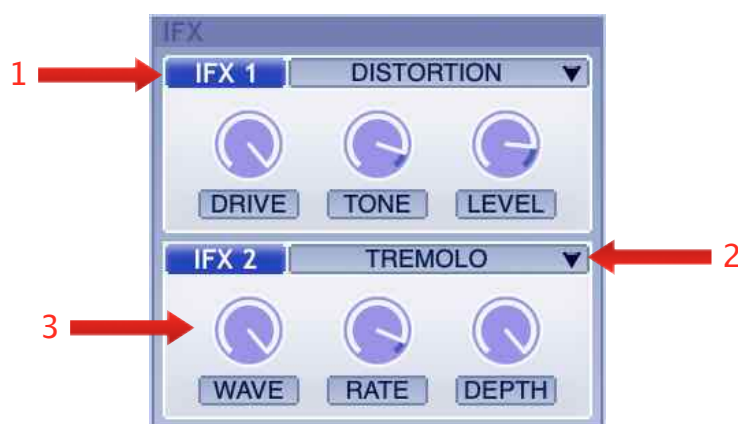 IFX
1 IFX 1 DISTORTION
DRIVE TONE LEVEL
IFX 2 TREMOLO 2
3
WAVE RATE DEPTH